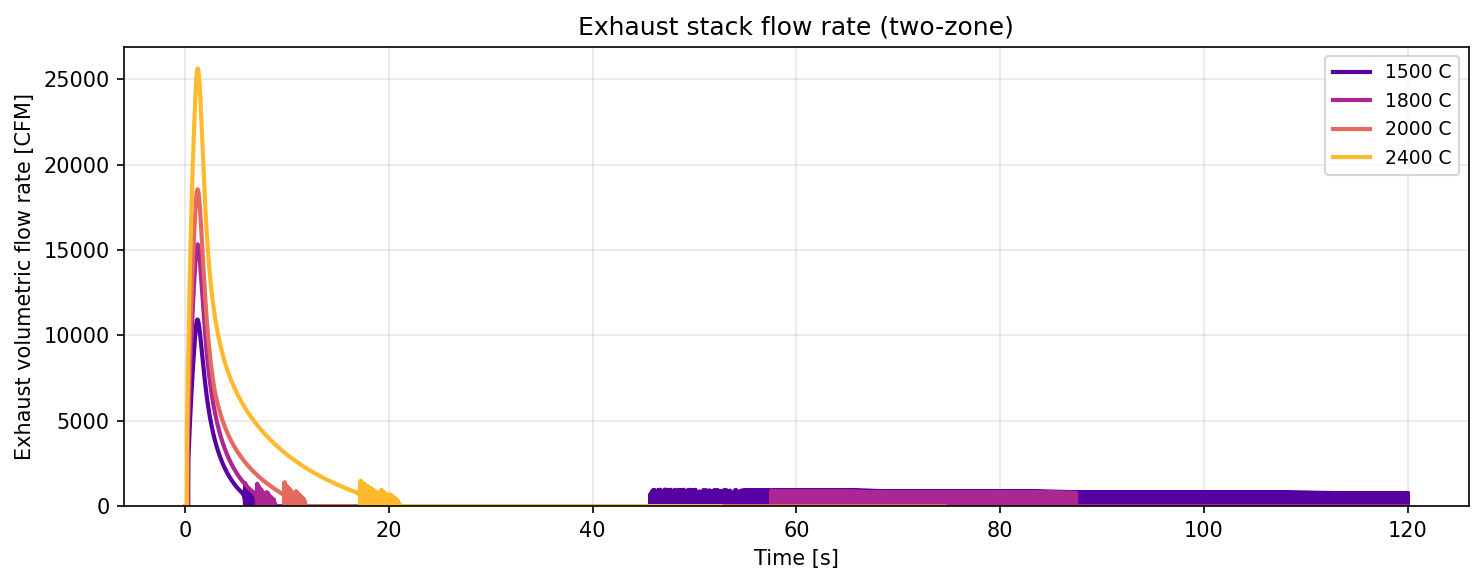 Exhaust stack flow rate (two-zone)
Exhaust volumetric flow rate [CFM]
25000
20000
15000
10000
5000
0
1500 C
1800 C
2000 C
2400 C
0 20 40 60 80 100 120
Time [s]